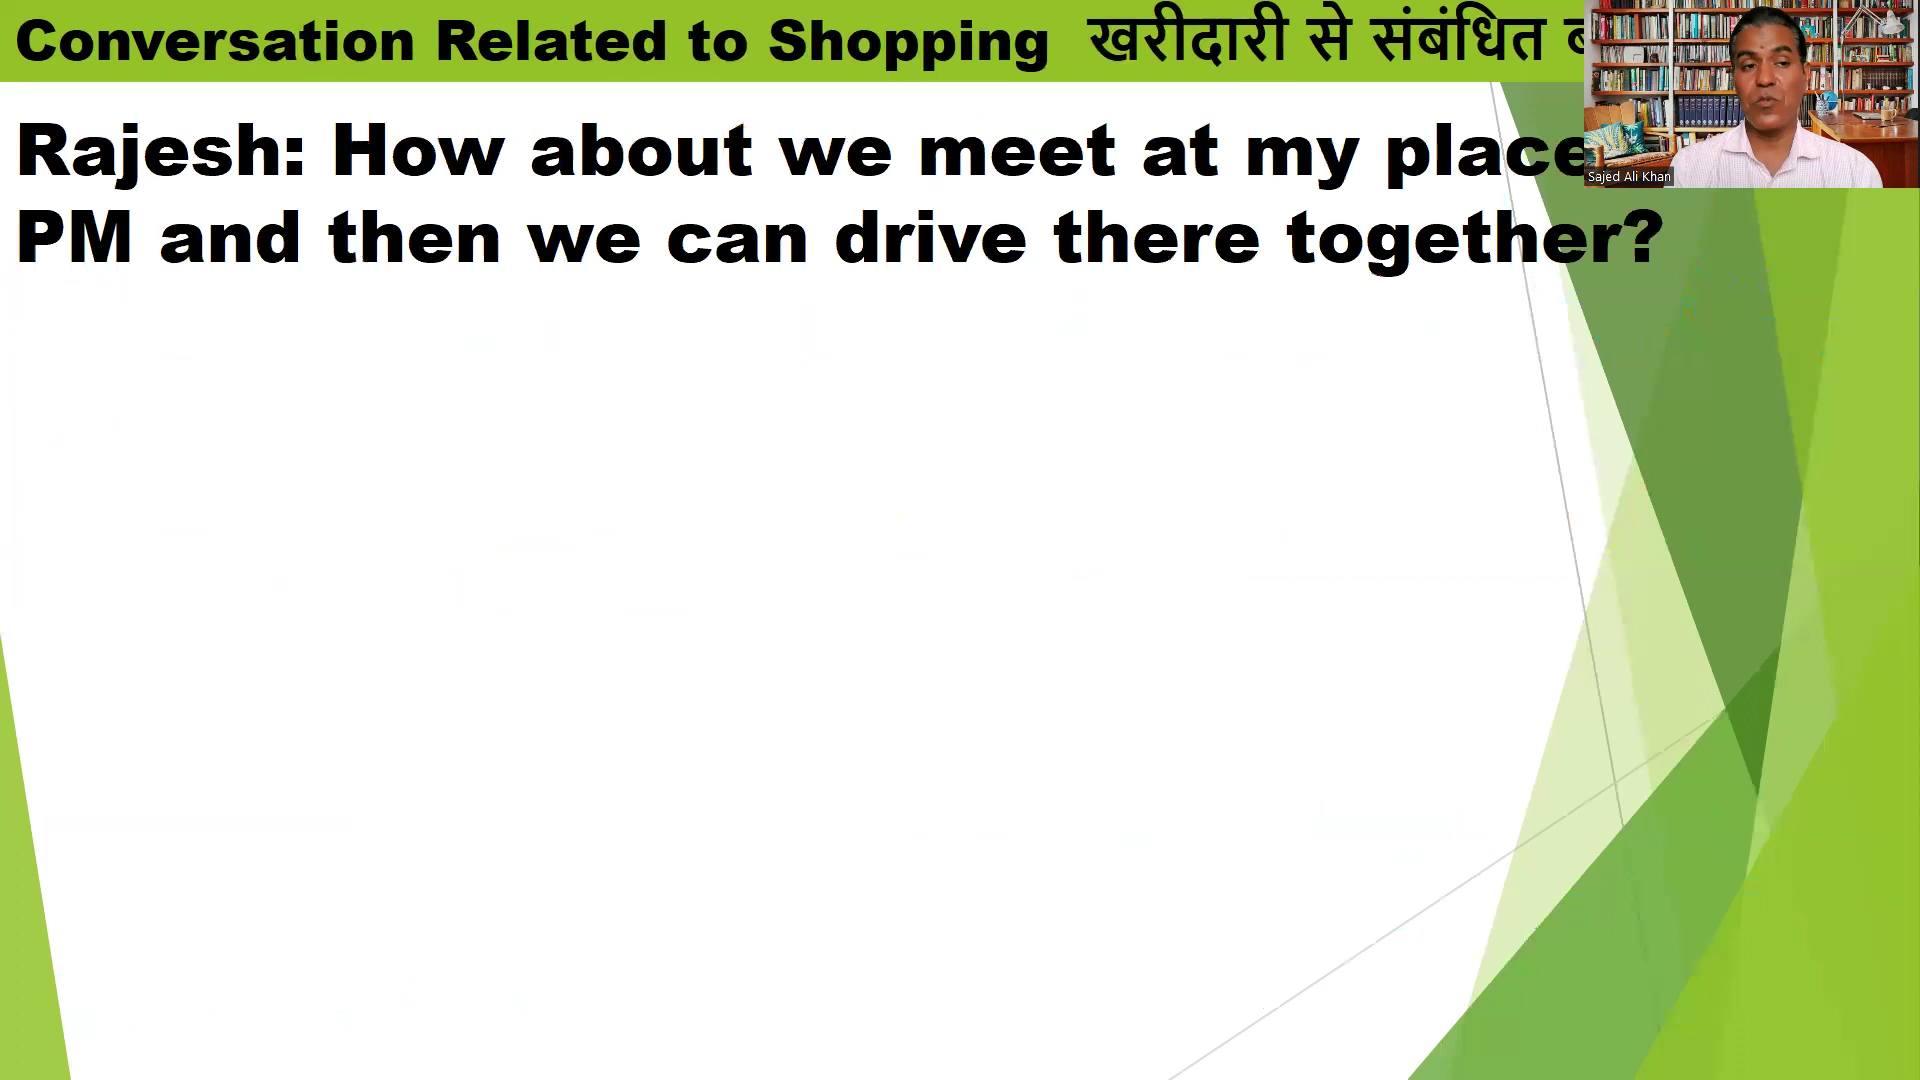 Conversation Related to Shopping खरीदारी से संबंधित
Rajesh: How about we meet at my place
PM and then we can drive there together?
Sajed Ali Khan